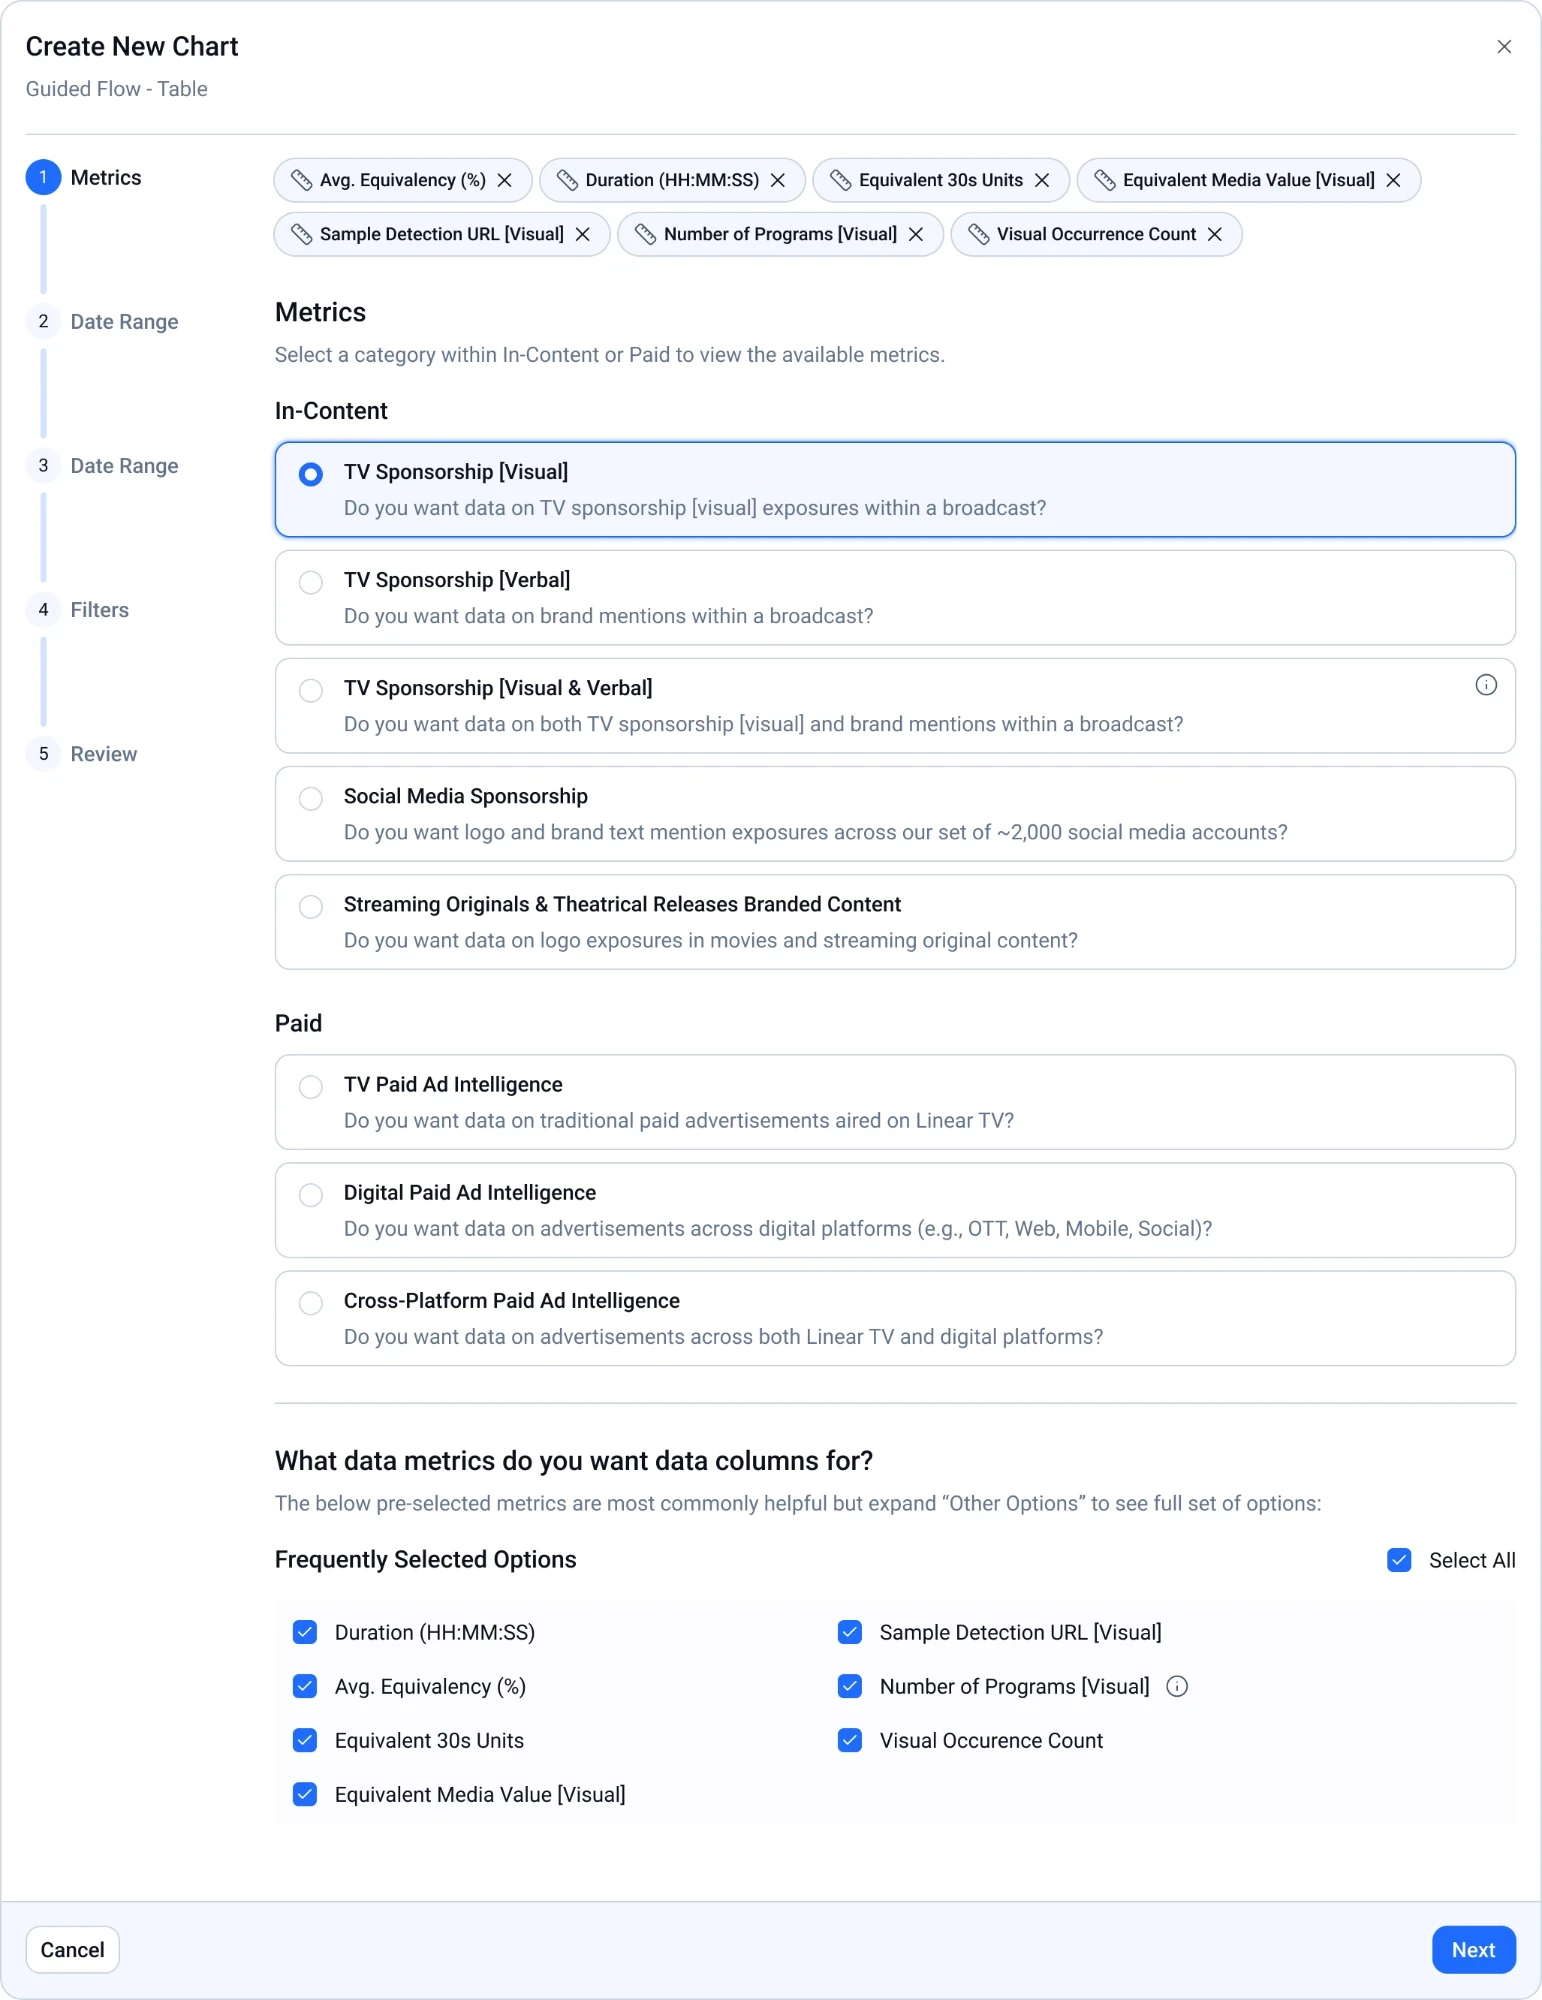 Create New Chart
Guided Flow - Table
1 Metrics
2 Date Range
3 Date Range
4 Filters
5 Review
Avg. Equivalency (%)
Duration (HH:MM:SS)
Equivalent 30s Units
Equivalent Media Value [Visual]
Sample Detection URL [Visual]
Number of Programs [Visual]
Visual Occurrence Count
Metrics
Select a category within In-Content or Paid to view the available metrics.
In-Content
TV Sponsorship [Visual]
Do you want data on TV sponsorship [visual] exposures within a broadcast?
TV Sponsorship [Verbal]
Do you want data on brand mentions within a broadcast?
TV Sponsorship [Visual & Verbal]
Do you want data on both TV sponsorship [visual] and brand mentions within a broadcast?
Social Media Sponsorship
Do you want logo and brand text mention exposures across our set of ~2,000 social media accounts?
Streaming Originals & Theatrical Releases Branded Content
Do you want data on logo exposures in movies and streaming original content?
Paid
TV Paid Ad Intelligence
Do you want data on traditional paid advertisements aired on Linear TV?
Digital Paid Ad Intelligence
Do you want data on advertisements across digital platforms (e.g., OTT, Web, Mobile, Social)?
Cross-Platform Paid Ad Intelligence
Do you want data on advertisements across both Linear TV and digital platforms?
What data metrics do you want data columns for?
The below pre-selected metrics are most commonly helpful but expand “Other Options” to see full set of options:
Frequently Selected Options
Select All
Duration (HH:MM:SS)
Avg. Equivalency (%)
Equivalent 30s Units
Equivalent Media Value [Visual]
Sample Detection URL [Visual]
Number of Programs [Visual]
Visual Occurence Count
Cancel
Next